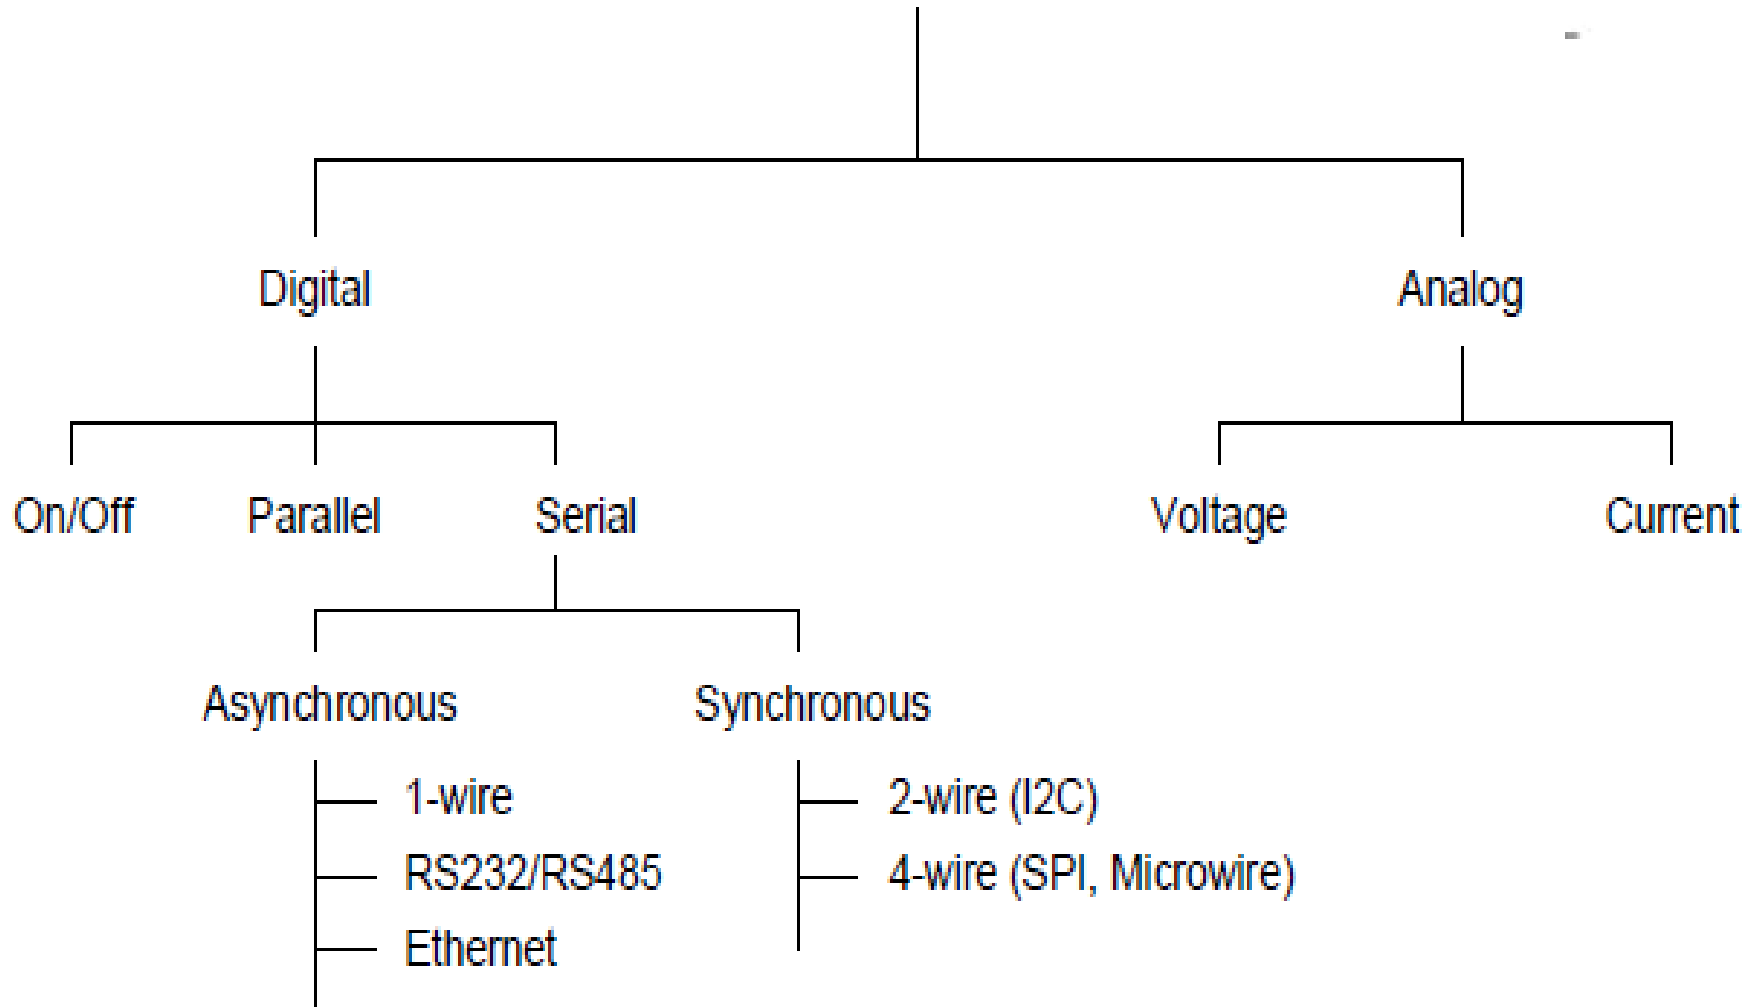 Digital
Analog
On/Off
Parallel
Serial
Voltage
Current
Asynchronous
Synchronous
1-wire
2-wire (I2C)
RS232/RS485
4-wire (SPI, Microwire)
Ethernet